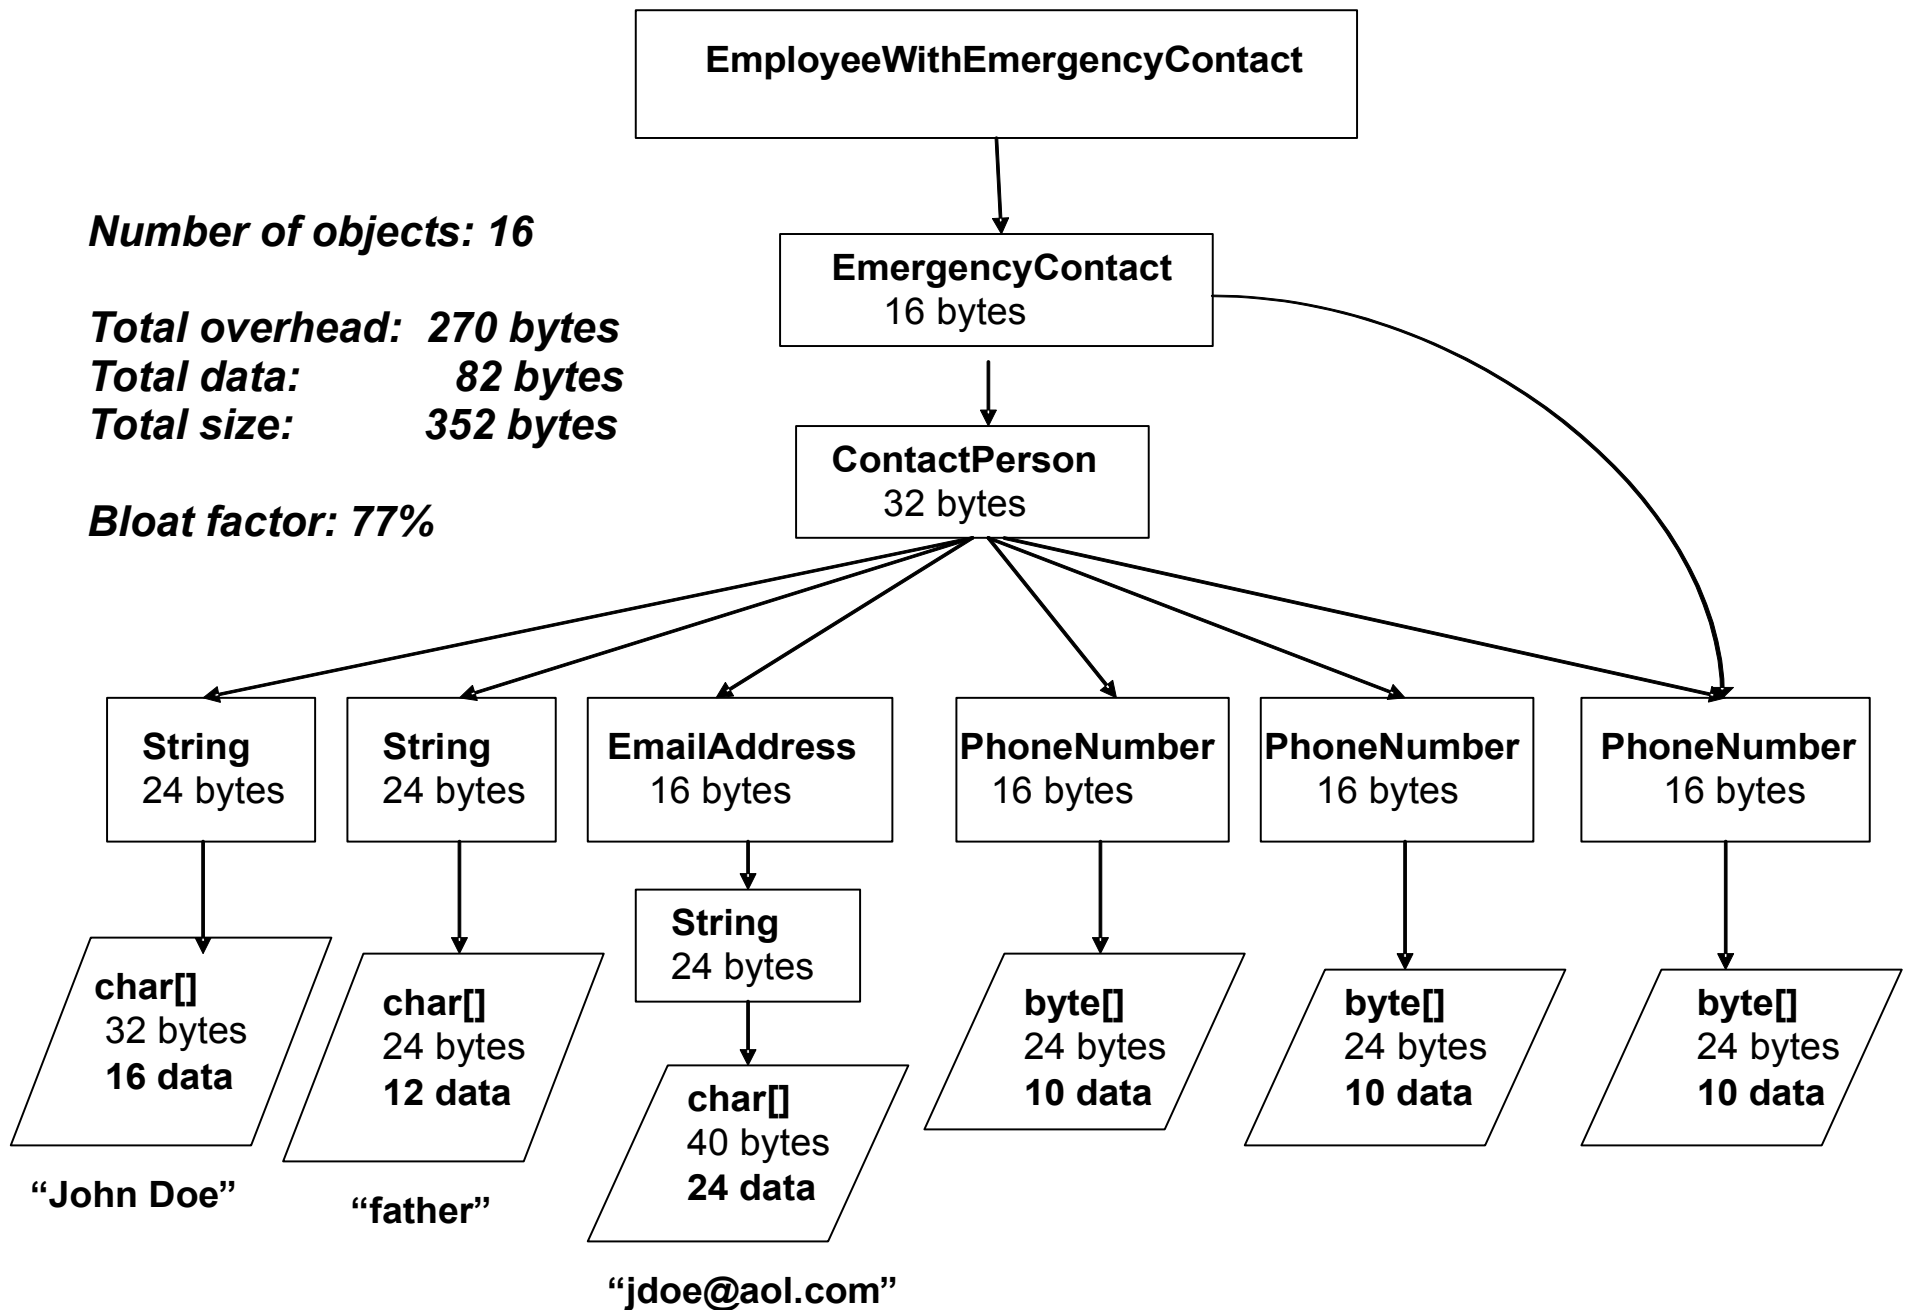 EmployeeWithEmergencyContact
Number of objects: 16
Total overhead: 270 bytes
Total data: 82 bytes
Total size: 352 bytes
Bloat factor: 77%
EmergencyContact
16 bytes
ContactPerson
32 bytes
String
24 bytes
String
24 bytes
EmailAddress
16 bytes
PhoneNumber
16 bytes
PhoneNumber
16 bytes
PhoneNumber
16 bytes
String
24 bytes
char[]
32 bytes
16 data
char[]
24 bytes
12 data
char[]
40 bytes
24 data
byte[]
24 bytes
10 data
byte[]
24 bytes
10 data
byte[]
24 bytes
10 data
“John Doe”
“father”
“jdoe@aol.com”